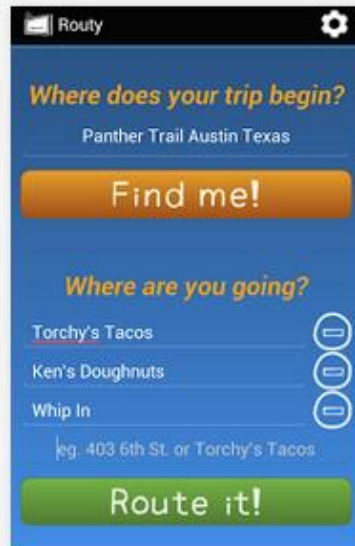 Routy
Where does your trip begin?
Panther Trail Austin Texas
Find me!
Where are you going?
Torchy's Tacos
Ken's Doughnuts
Whip In
eg. 403 6th St. or Torchy's Tacos
Route it!